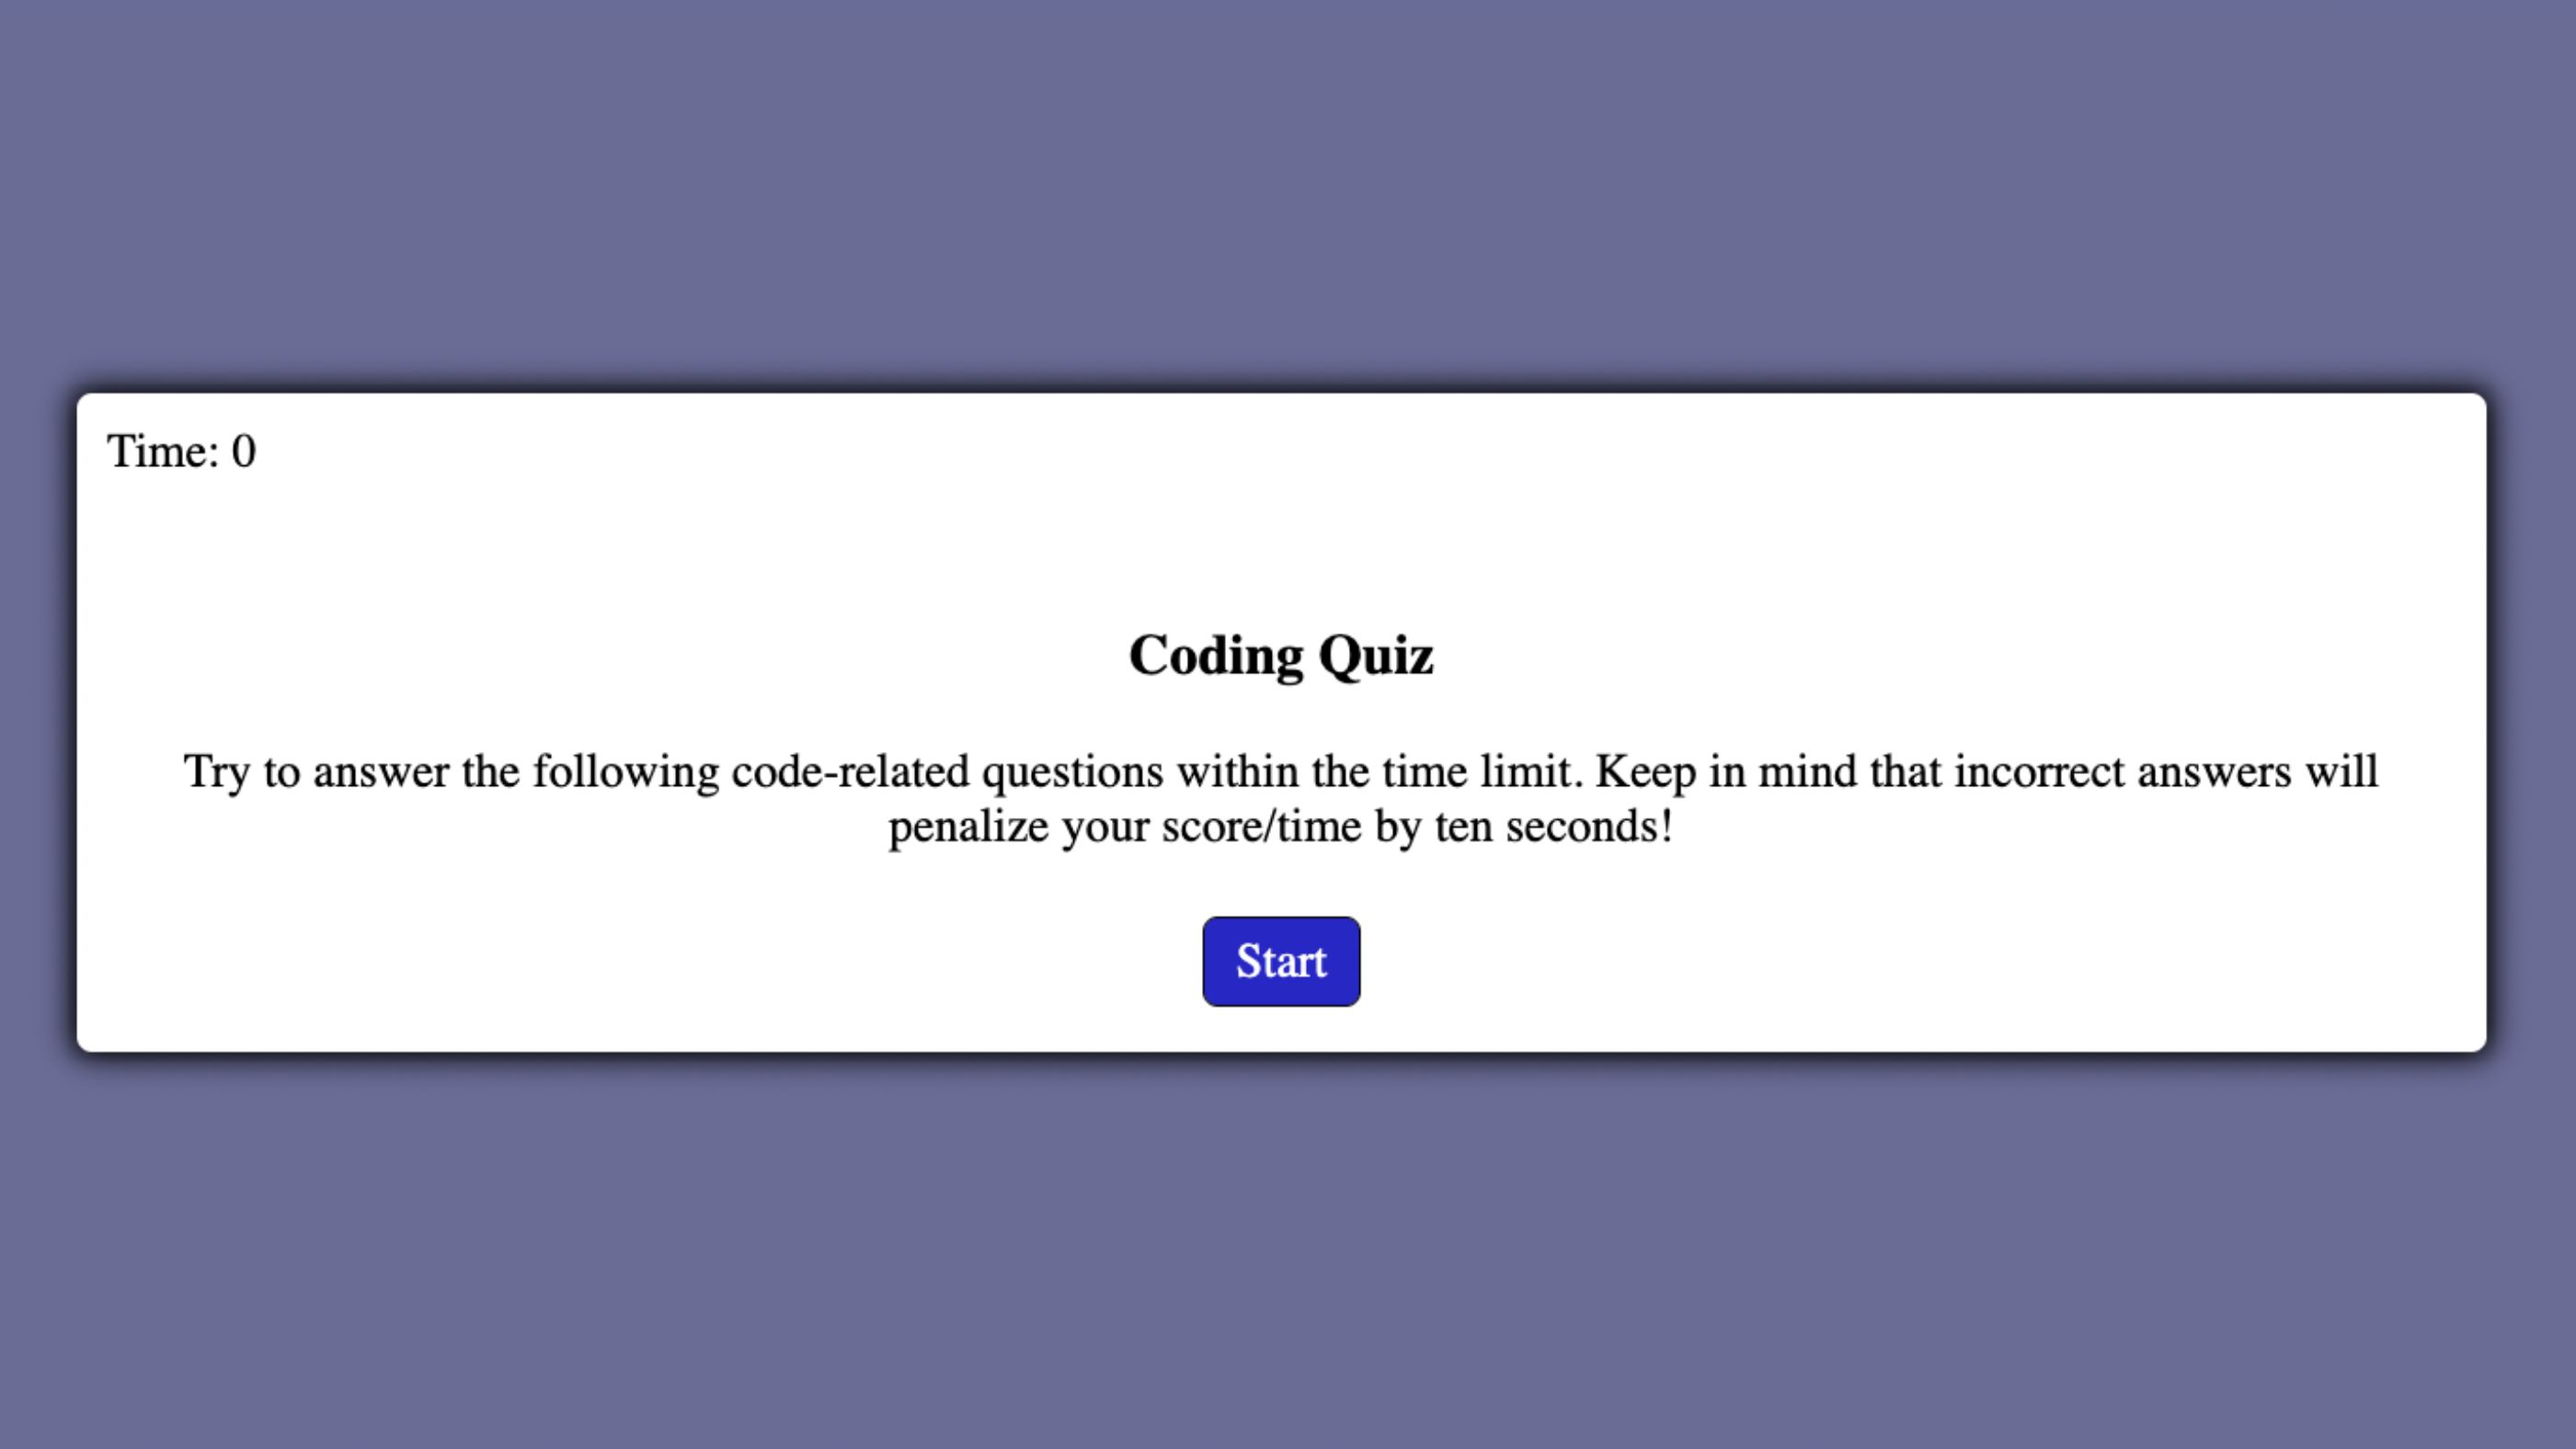 Time: 0
Coding Quiz
Try to answer the following code-related questions within the time limit. Keep in mind that incorrect answers will
penalize your score/time by ten seconds!
Start